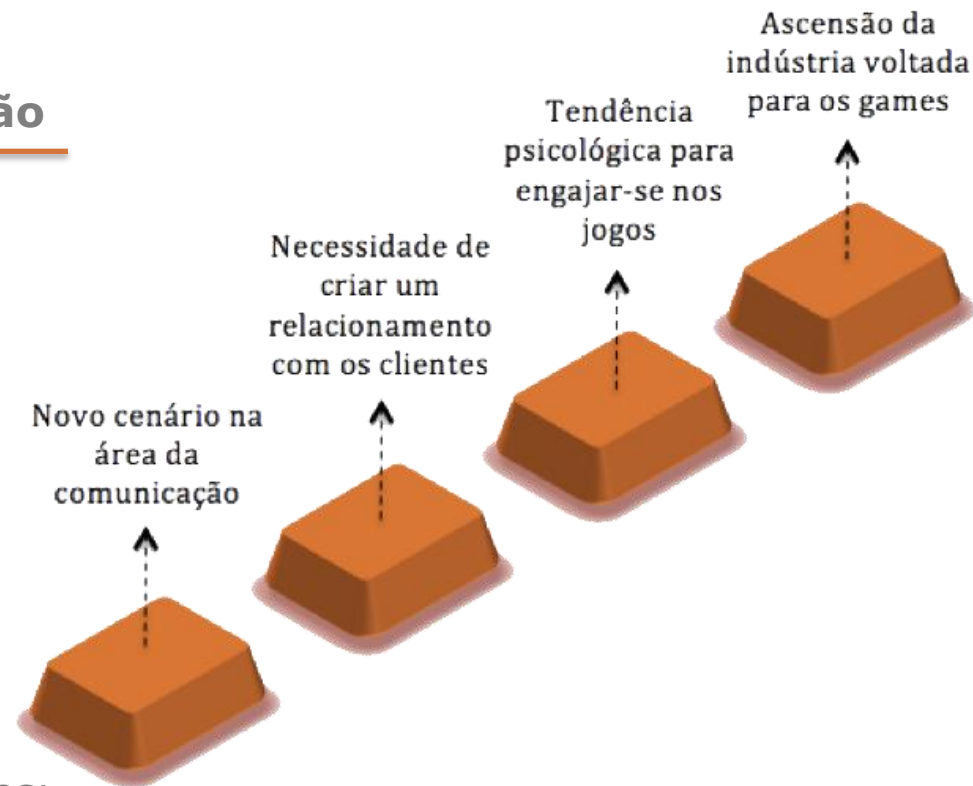 ão
Novo cenário na
área da
comunicação
Necessidade de
criar um
relacionamento
com os clientes
Tendência
psicológica para
engajar-se nos
jogos
Ascensão da
indústria voltada
para os games